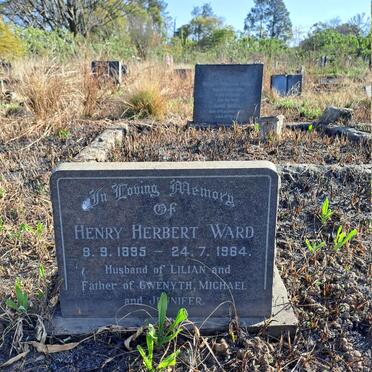 In Loving Memory
OF
HENRY HERBERT WARD
8. 9. 1895 – 24. 7. 1964.
Husband of LILIAN and
Father of GWENYTH, MICHAEL
and JENNIFER.